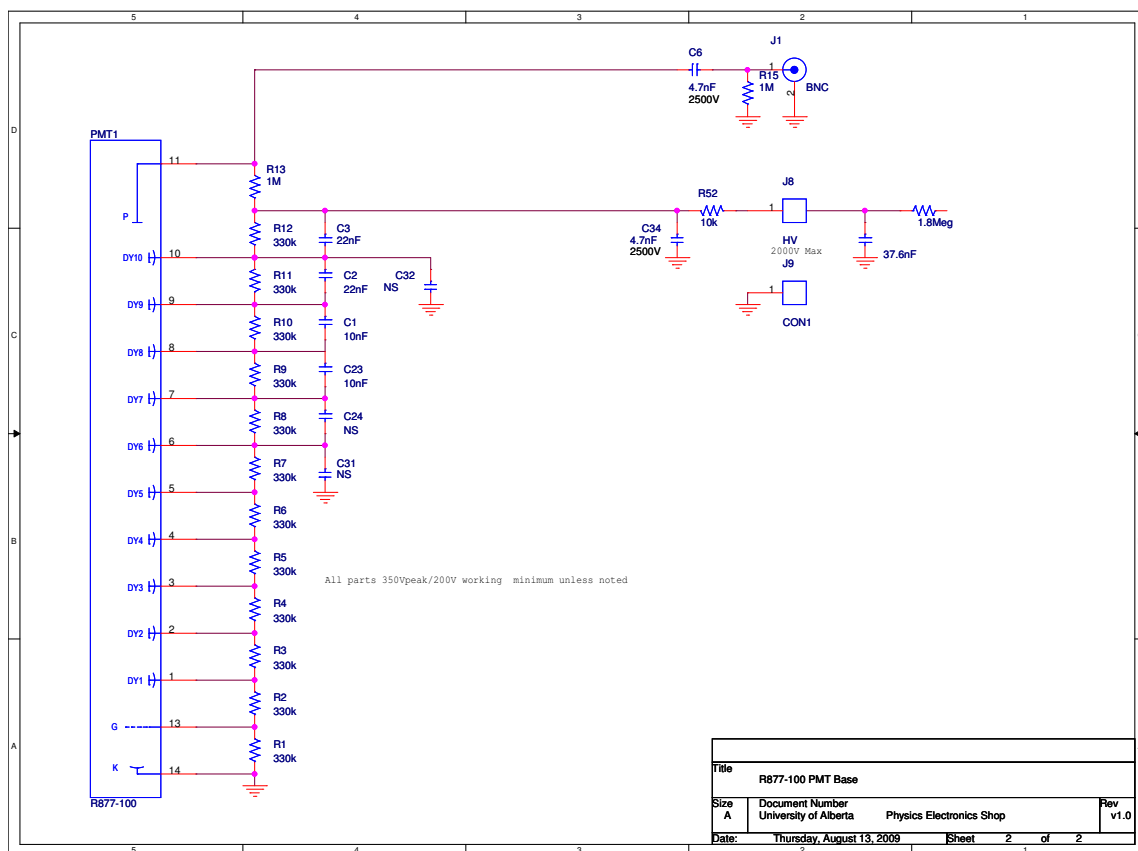 5 4 3 2 1
D
C
B
A
J1
C6
4.7nF
2500V
1
R15
1M
2
BNC
PMT1
11
P
R13
1M
R12
330k
C3
22nF
DY10
10
R11
330k
C2
22nF
C32
NS
DY9
9
R10
330k
C1
10nF
DY8
8
R9
330k
C23
10nF
DY7
7
R8
330k
C24
NS
DY6
6
R7
330k
C31
NS
DY5
5
R6
330k
DY4
4
R5
330k
DY3
3
R4
330k
DY2
2
R3
330k
DY1
1
R2
330k
G
13
R1
330k
K
14
R877-100
C34
4.7nF
2500V
R52
10k
J8
1
HV
2000V Max
1.8Meg
37.6nF
J9
1
CON1
All parts 350Vpeak/200V working minimum unless noted
Title
R877-100 PMT Base
Size
A
Document Number
University of Alberta Physics Electronics Shop
Rev
v1.0
Date: Thursday, August 13, 2009 Sheet 2 of 2
5 4 3 2 1